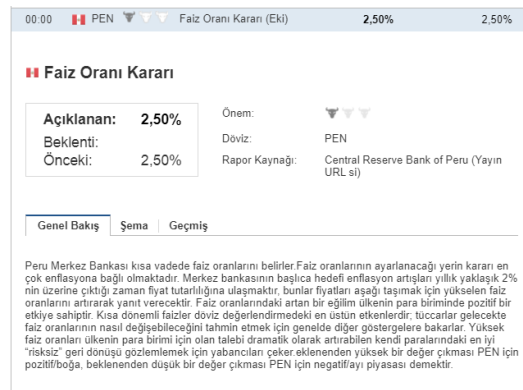 00:00 PEN Faiz Oranı Kararı (Eki) 2,50% 2,50%
Faiz Oranı Kararı
Açıklanan: 2,50%
Beklenti:
Önceki: 2,50%
Önem:
Döviz: PEN
Rapor Kaynağı: Central Reserve Bank of Peru (Yayın
URL si)
Genel Bakış Şema Geçmiş
Peru Merkez Bankası kısa vadede faiz oranlarını belirler.Faiz oranlarının ayarlanacağı yerin kararı en
çok enflasyona bağlı olmaktadır. Merkez bankasının başlıca hedefi enflasyon artışları yıllık yaklaşık 2%
nin üzerine çıktığı zaman fiyat tutarlılığına ulaşmaktır, bunlar fiyatları aşağı taşımak için yükselen faiz
oranlarını artırarak yanıt verecektir. Faiz oranlarındaki artan bir eğilim ülkenin para biriminde pozitif bir
etkiye sahiptir. Kısa dönemli faizler döviz değerlendirmedeki en üstün etkenlerdir; tüccarlar gelecekte
faiz oranlarının nasıl değişebileceğini tahmin etmek için genelde diğer göstergelere bakarlar. Yüksek
faiz oranları ülkenin para birimi için olan talebi dramatik olarak artırabilen kendi paralarındaki en iyi
“risksiz” geri dönüşü gözlemlemek için yabancıları çeker.eklenenden yüksek bir değer çıkması PEN için
pozitif/boğa, beklenenden düşük bir değer çıkması PEN için negatif/ayı piyasası demektir.